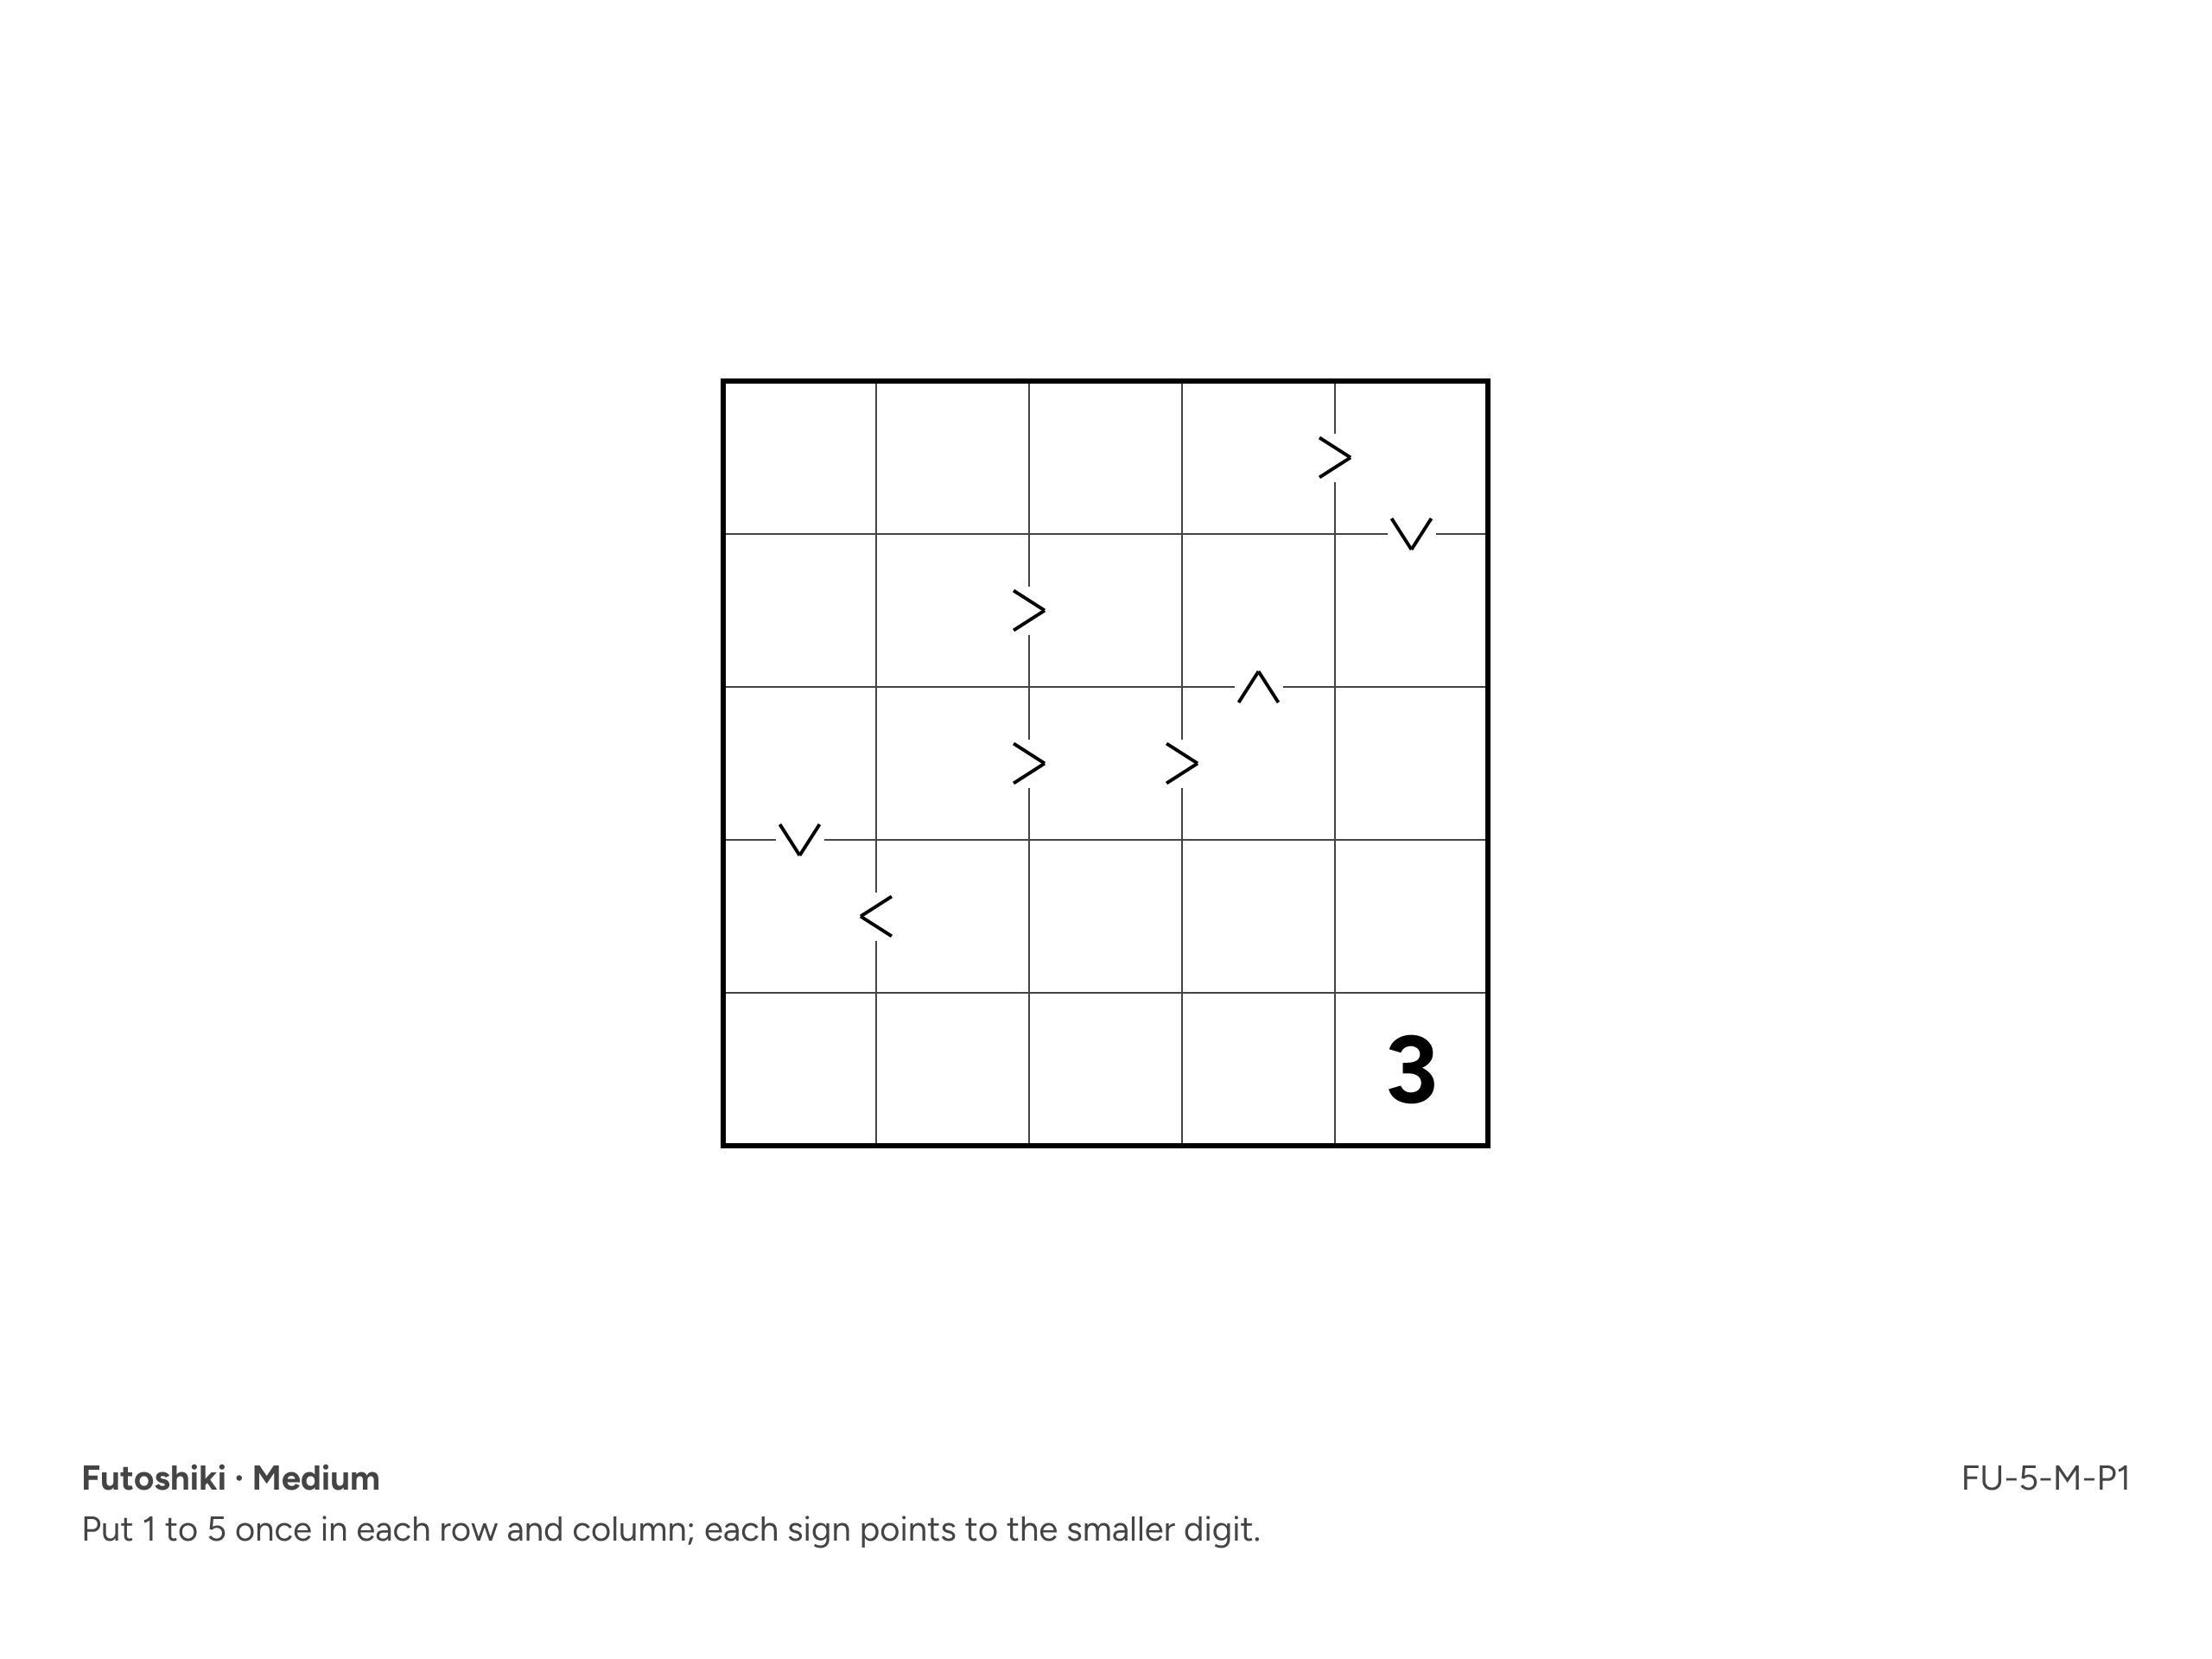 >
∨
>
∧
> >
∨
<
3
Futoshiki · Medium
FU-5-M-P1
Put 1 to 5 once in each row and column; each sign points to the smaller digit.